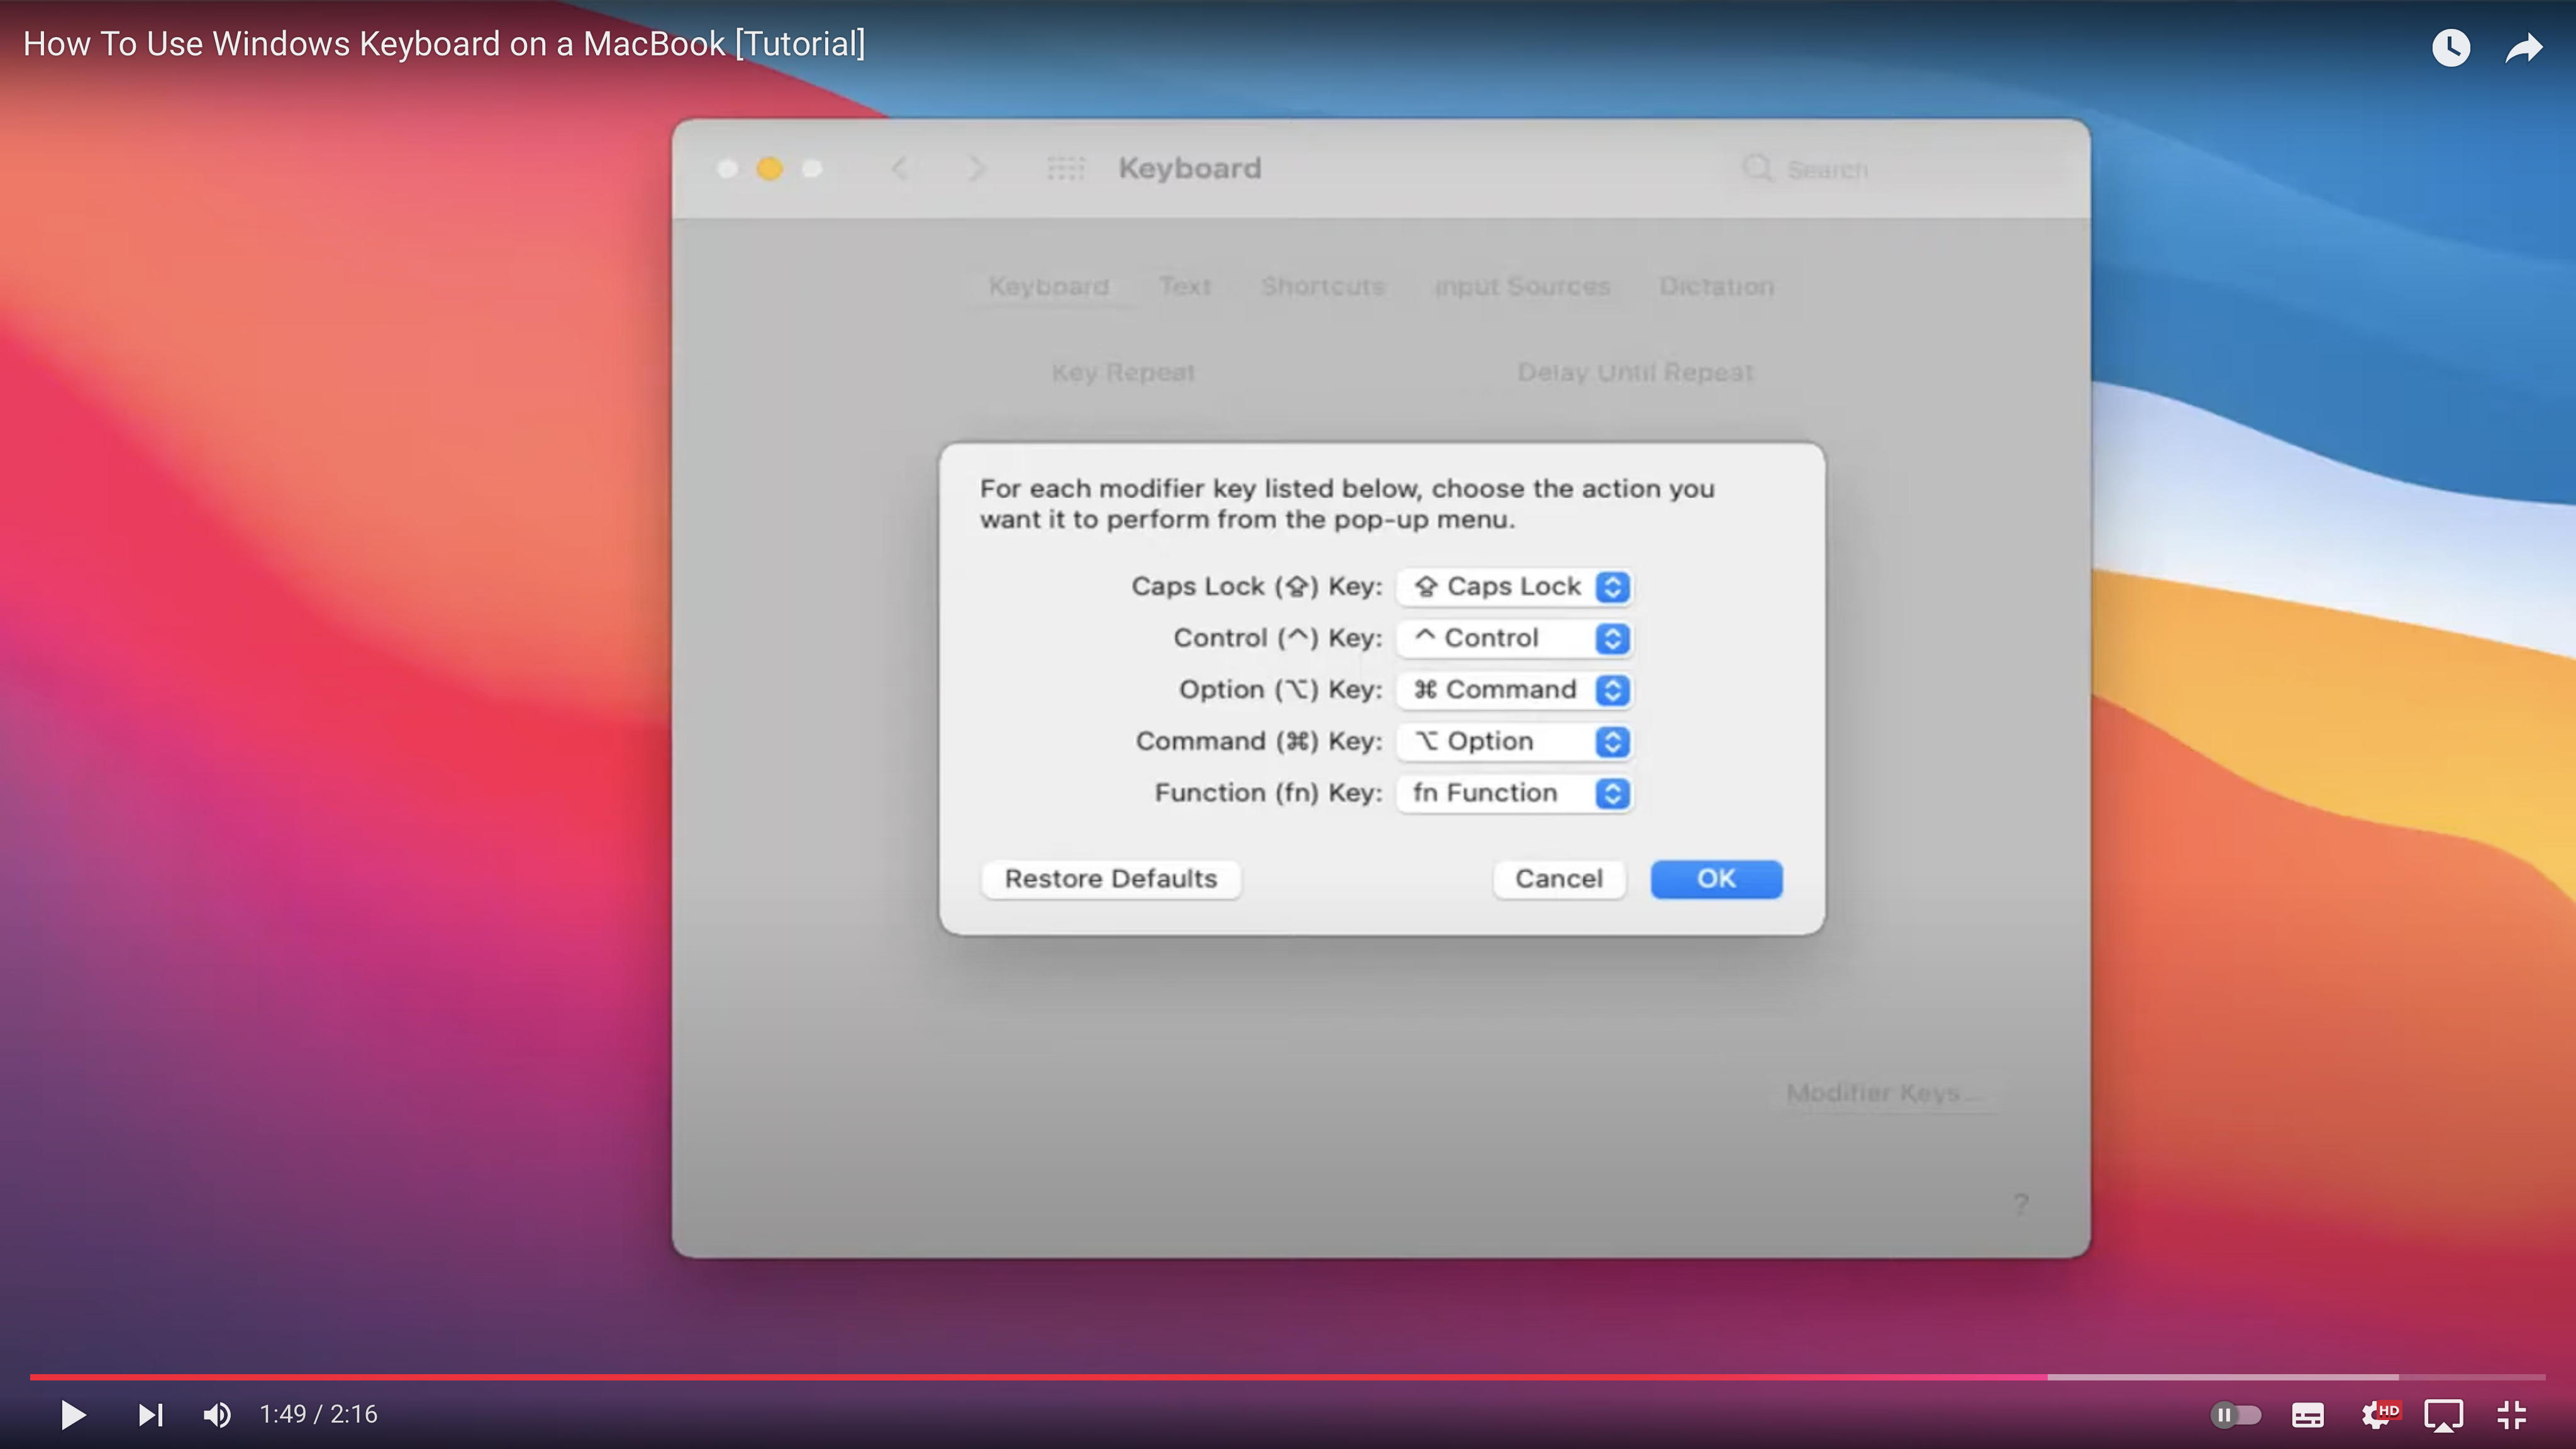 How To Use Windows Keyboard on a MacBook [Tutorial]
Keyboard
Search
Keyboard Text Shortcuts Input Sources Dictation
Key Repeat Delay Until Repeat
For each modifier key listed below, choose the action you
want it to perform from the pop-up menu.
Caps Lock (⇪) Key: ⇪ Caps Lock
Control (^) Key: ^ Control
Option (⌥) Key: ⌘ Command
Command (⌘) Key: ⌥ Option
Function (fn) Key: fn Function
Restore Defaults Cancel OK
Modifier Keys...
?
1:49 / 2:16
HD